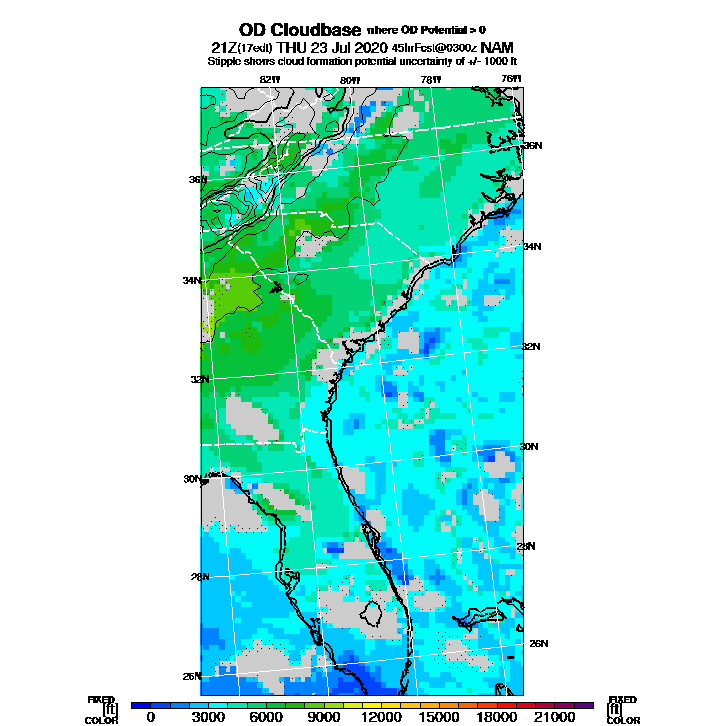 OD Cloudbase where OD Potential > 0
21Z(17edt) THU 23 Jul 2020 45hrFcst@0300z NAM
Stipple shows cloud formation potential uncertainty of +/- 1000 ft
82W 80W 78W 76W
36N
36N
34N
34N
32N
32N
30N
30N
28N
28N
26N
26N
FIXED FIXED
[ft] [ft]
COLOR 0 3000 6000 9000 12000 15000 18000 21000 COLOR